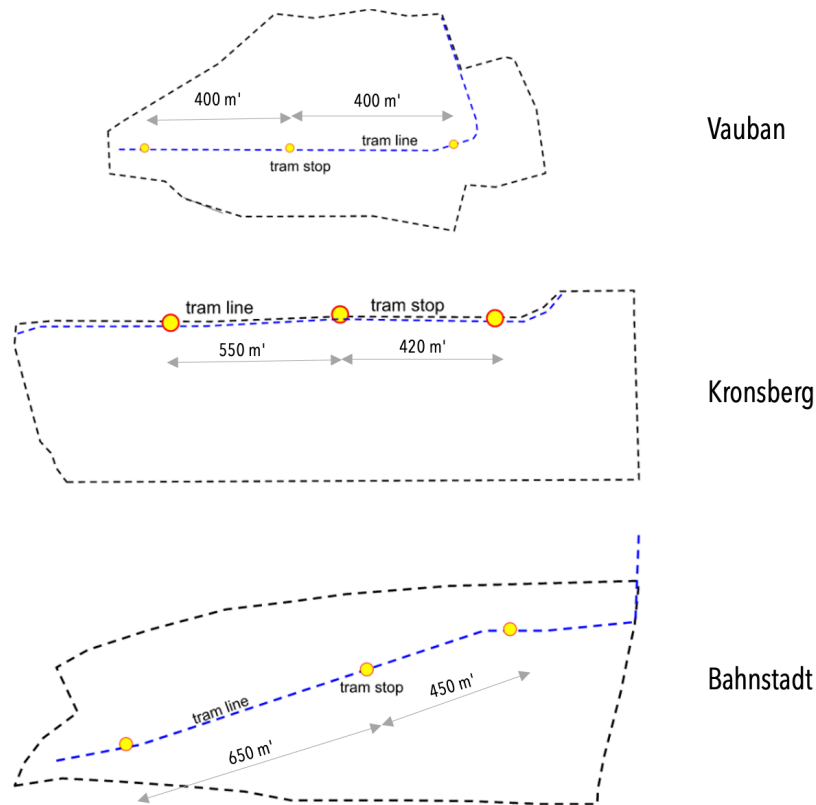 400 m'
400 m'
tram line
tram stop
Vauban
tram line
tram stop
550 m'
420 m'
Kronsberg
tram line
tram stop
450 m'
650 m'
Bahnstadt